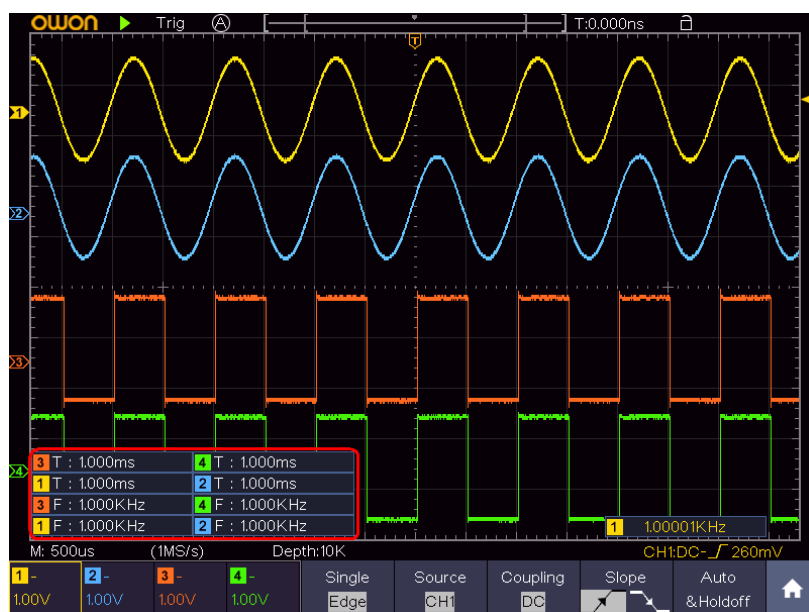 OWON Trig A T:0.000ns
T
1
2
3
4
3 T : 1.000ms 4 T : 1.000ms
1 T : 1.000ms 2 T : 1.000ms
3 F : 1.000KHz 4 F : 1.000KHz
1 F : 1.000KHz 2 F : 1.000KHz
1 1.00001KHz
M: 500us (1MS/s) Depth:10K CH1:DC- 260mV
1 - 2 - 3 - 4 - Single Source Coupling Slope Auto
1.00V 1.00V 1.00V 1.00V Edge CH1 DC &Holdoff